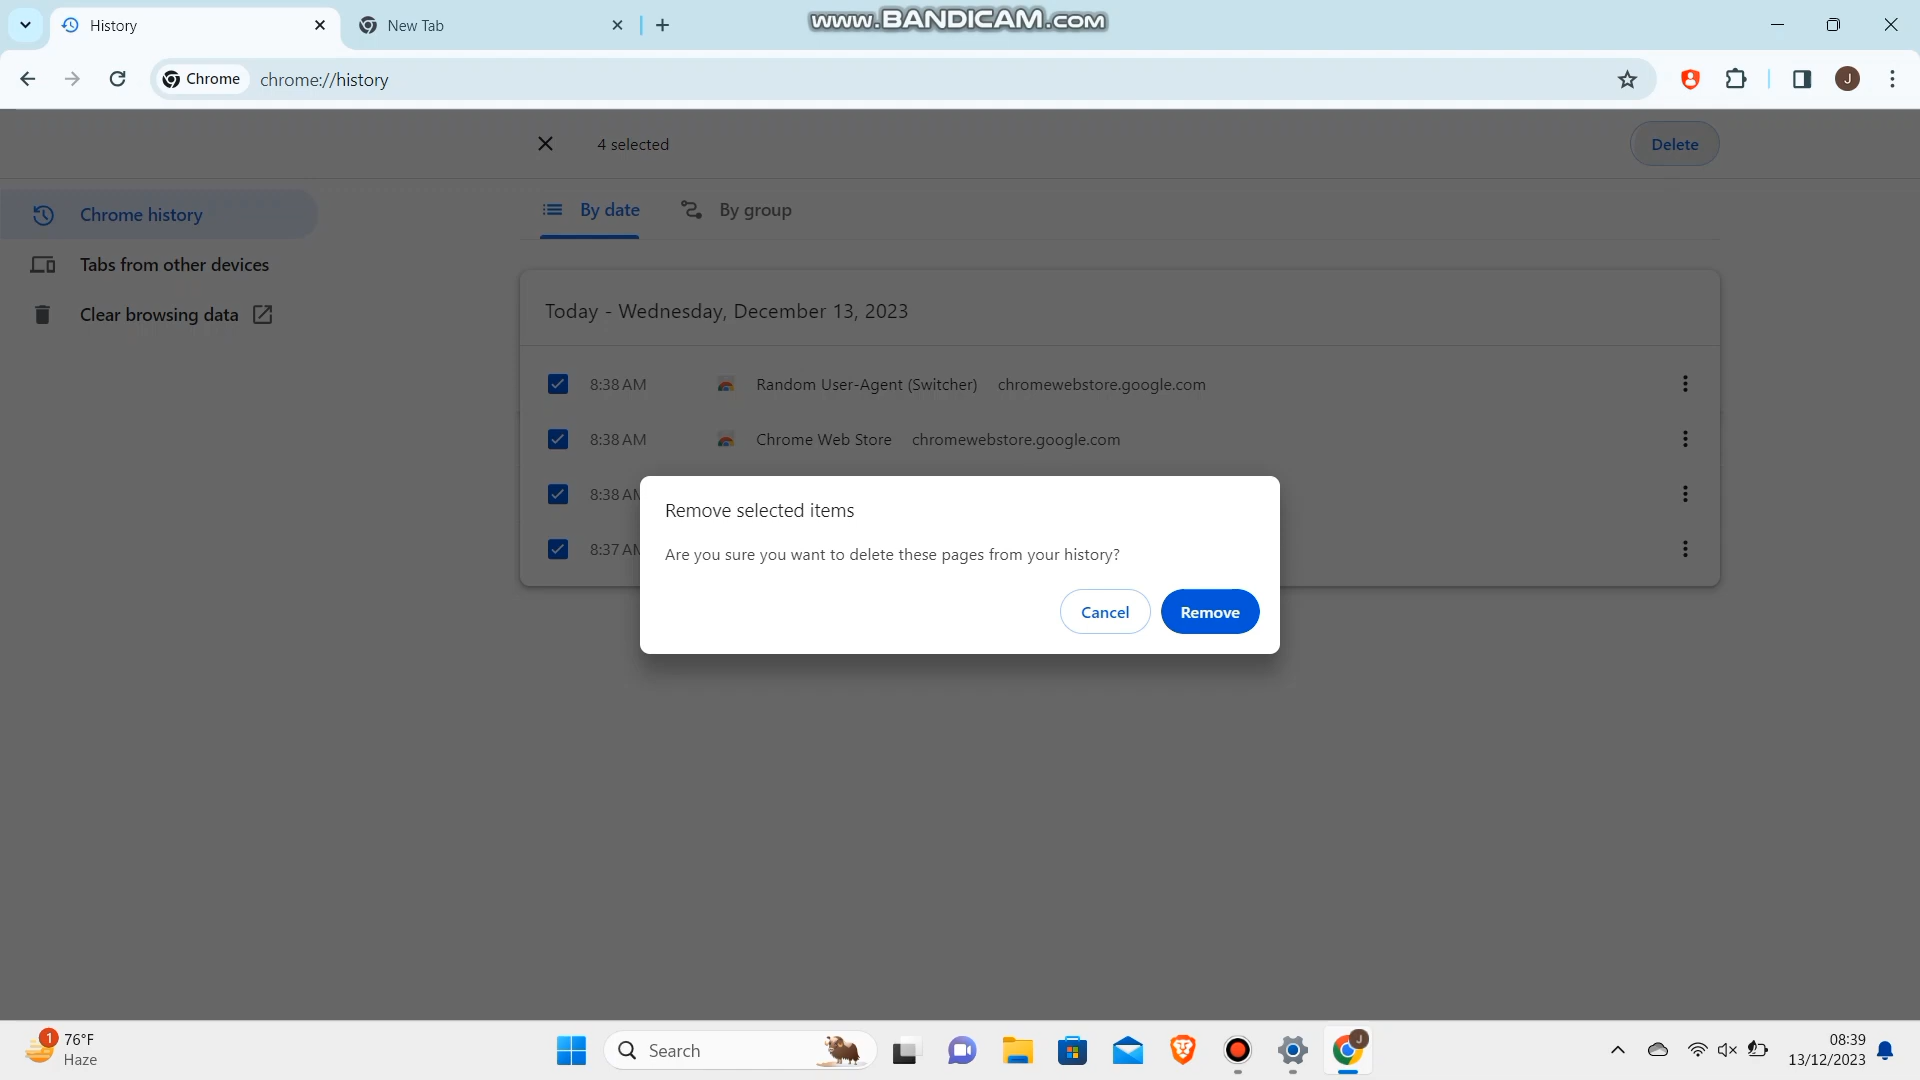 History
New Tab
www.BANDICAM.com
Chrome
chrome://history
J
4 selected
Delete
Chrome history
Tabs from other devices
Clear browsing data
By date
By group
Today - Wednesday, December 13, 2023
8:38 AM Random User-Agent (Switcher) chromewebstore.google.com
8:38 AM Chrome Web Store chromewebstore.google.com
8:38 AM
8:37 AM
Remove selected items
Are you sure you want to delete these pages from your history?
Cancel
Remove
1
76°F
Haze
Search
J
08:39
13/12/2023